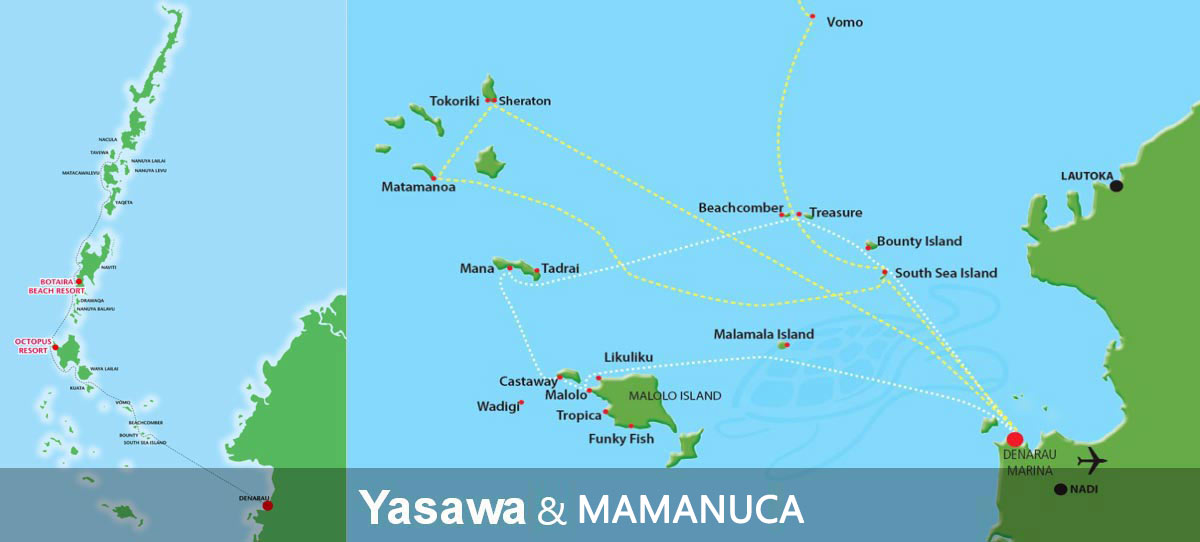 NACULA
TAVEWA
NANUYA LAILAI
MATACAWALEVU
NANUYA LEVU
YAQETA
NAVITI
BOTAIRA
BEACH RESORT
DRAWAQA
NANUYA BALAVU
OCTOPUS
RESORT
WAYA LAILAI
KUATA
VOMO
BEACHCOMBER
BOUNTY
SOUTH SEA ISLAND
DENARAU
Vomo
Tokoriki
Sheraton
Matamanoa
LAUTOKA
Beachcomber
Treasure
Bounty Island
Mana
Tadrai
South Sea Island
Malamala Island
Likuliku
Castaway
Malolo
MALOLO ISLAND
Wadigi
Tropica
Funky Fish
DENARAU
MARINA
NADI
Yasawa & MAMANUCA